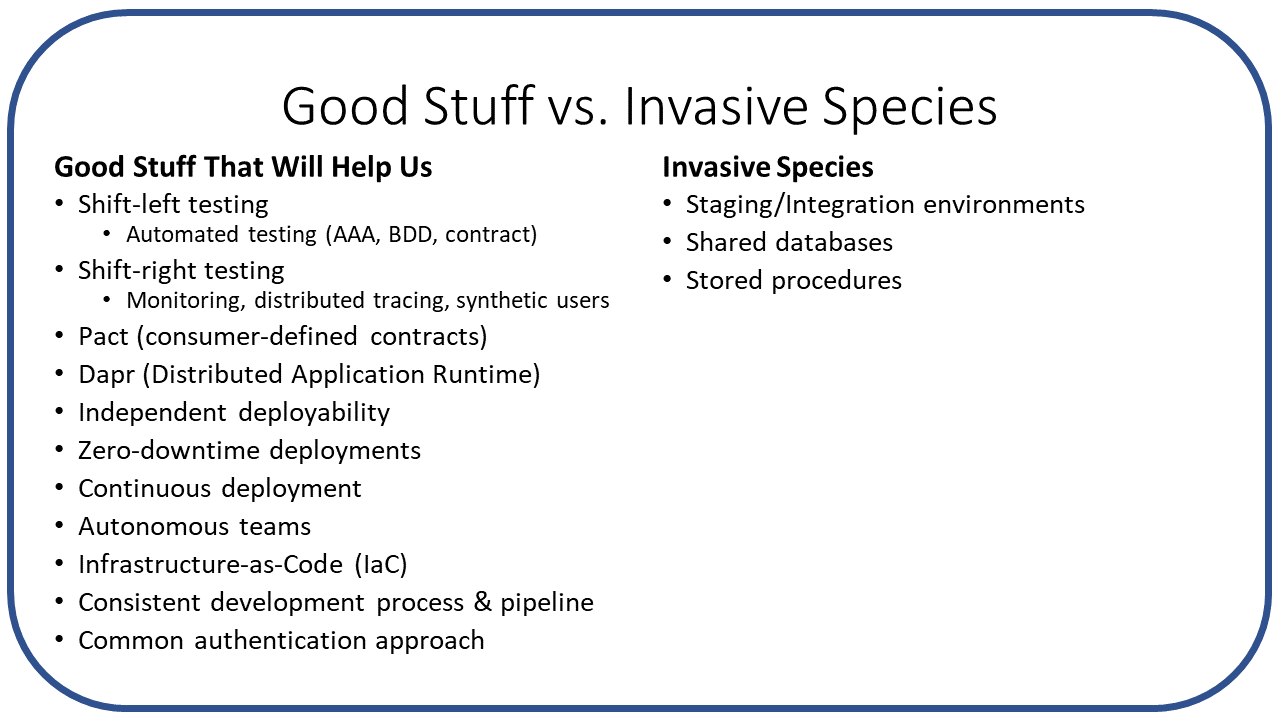 Good Stuff vs. Invasive Species
Good Stuff That Will Help Us
• Shift-left testing
• Automated testing (AAA, BDD, contract)
• Shift-right testing
• Monitoring, distributed tracing, synthetic users
• Pact (consumer-defined contracts)
• Dapr (Distributed Application Runtime)
• Independent deployability
• Zero-downtime deployments
• Continuous deployment
• Autonomous teams
• Infrastructure-as-Code (IaC)
• Consistent development process & pipeline
• Common authentication approach
Invasive Species
• Staging/Integration environments
• Shared databases
• Stored procedures